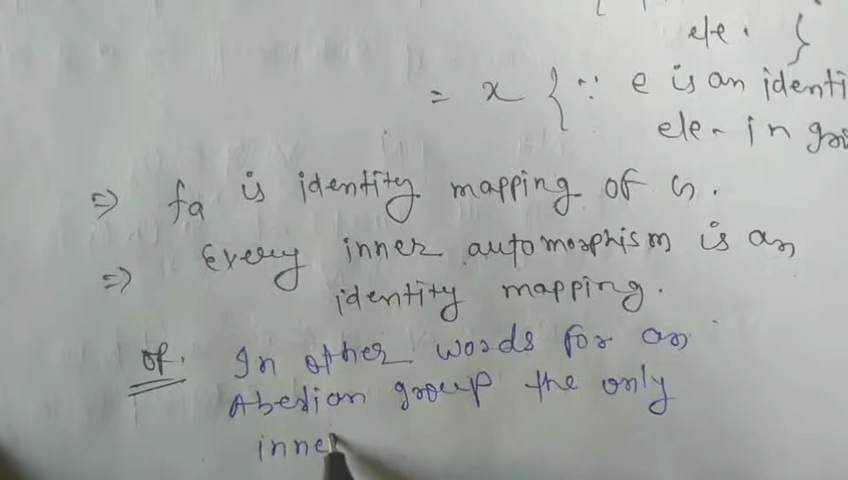 ele. }
= x { ∵ e is an identi
ele. in gro
⇒ fa is identity mapping of G.
⇒ Every inner automorphism is an
identity mapping.
or. In other words for an
Abelian group the only
inne